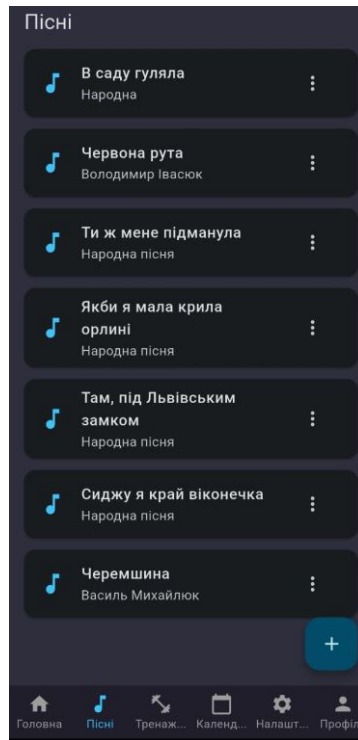 Пісні
В саду гуляла
Народна
Червона рута
Володимир Івасюк
Ти ж мене підманула
Народна пісня
Якби я мала крила
орлині
Народна пісня
Там, під Львівським
замком
Народна пісня
Сиджу я край віконечка
Народна пісня
Черемшина
Василь Михайлюк
+
Головна Пісні Тренаж... Календ... Налашт... Профіл